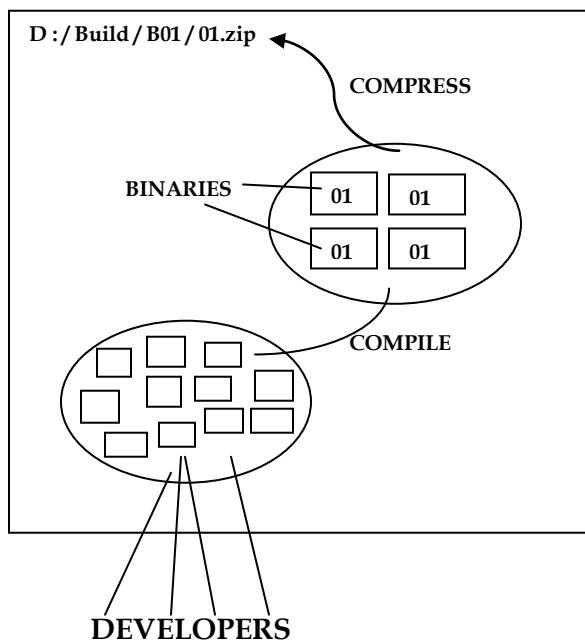 D :/ Build / B01 / 01.zip
COMPRESS
BINARIES
01 01
01 01
COMPILE
DEVELOPERS